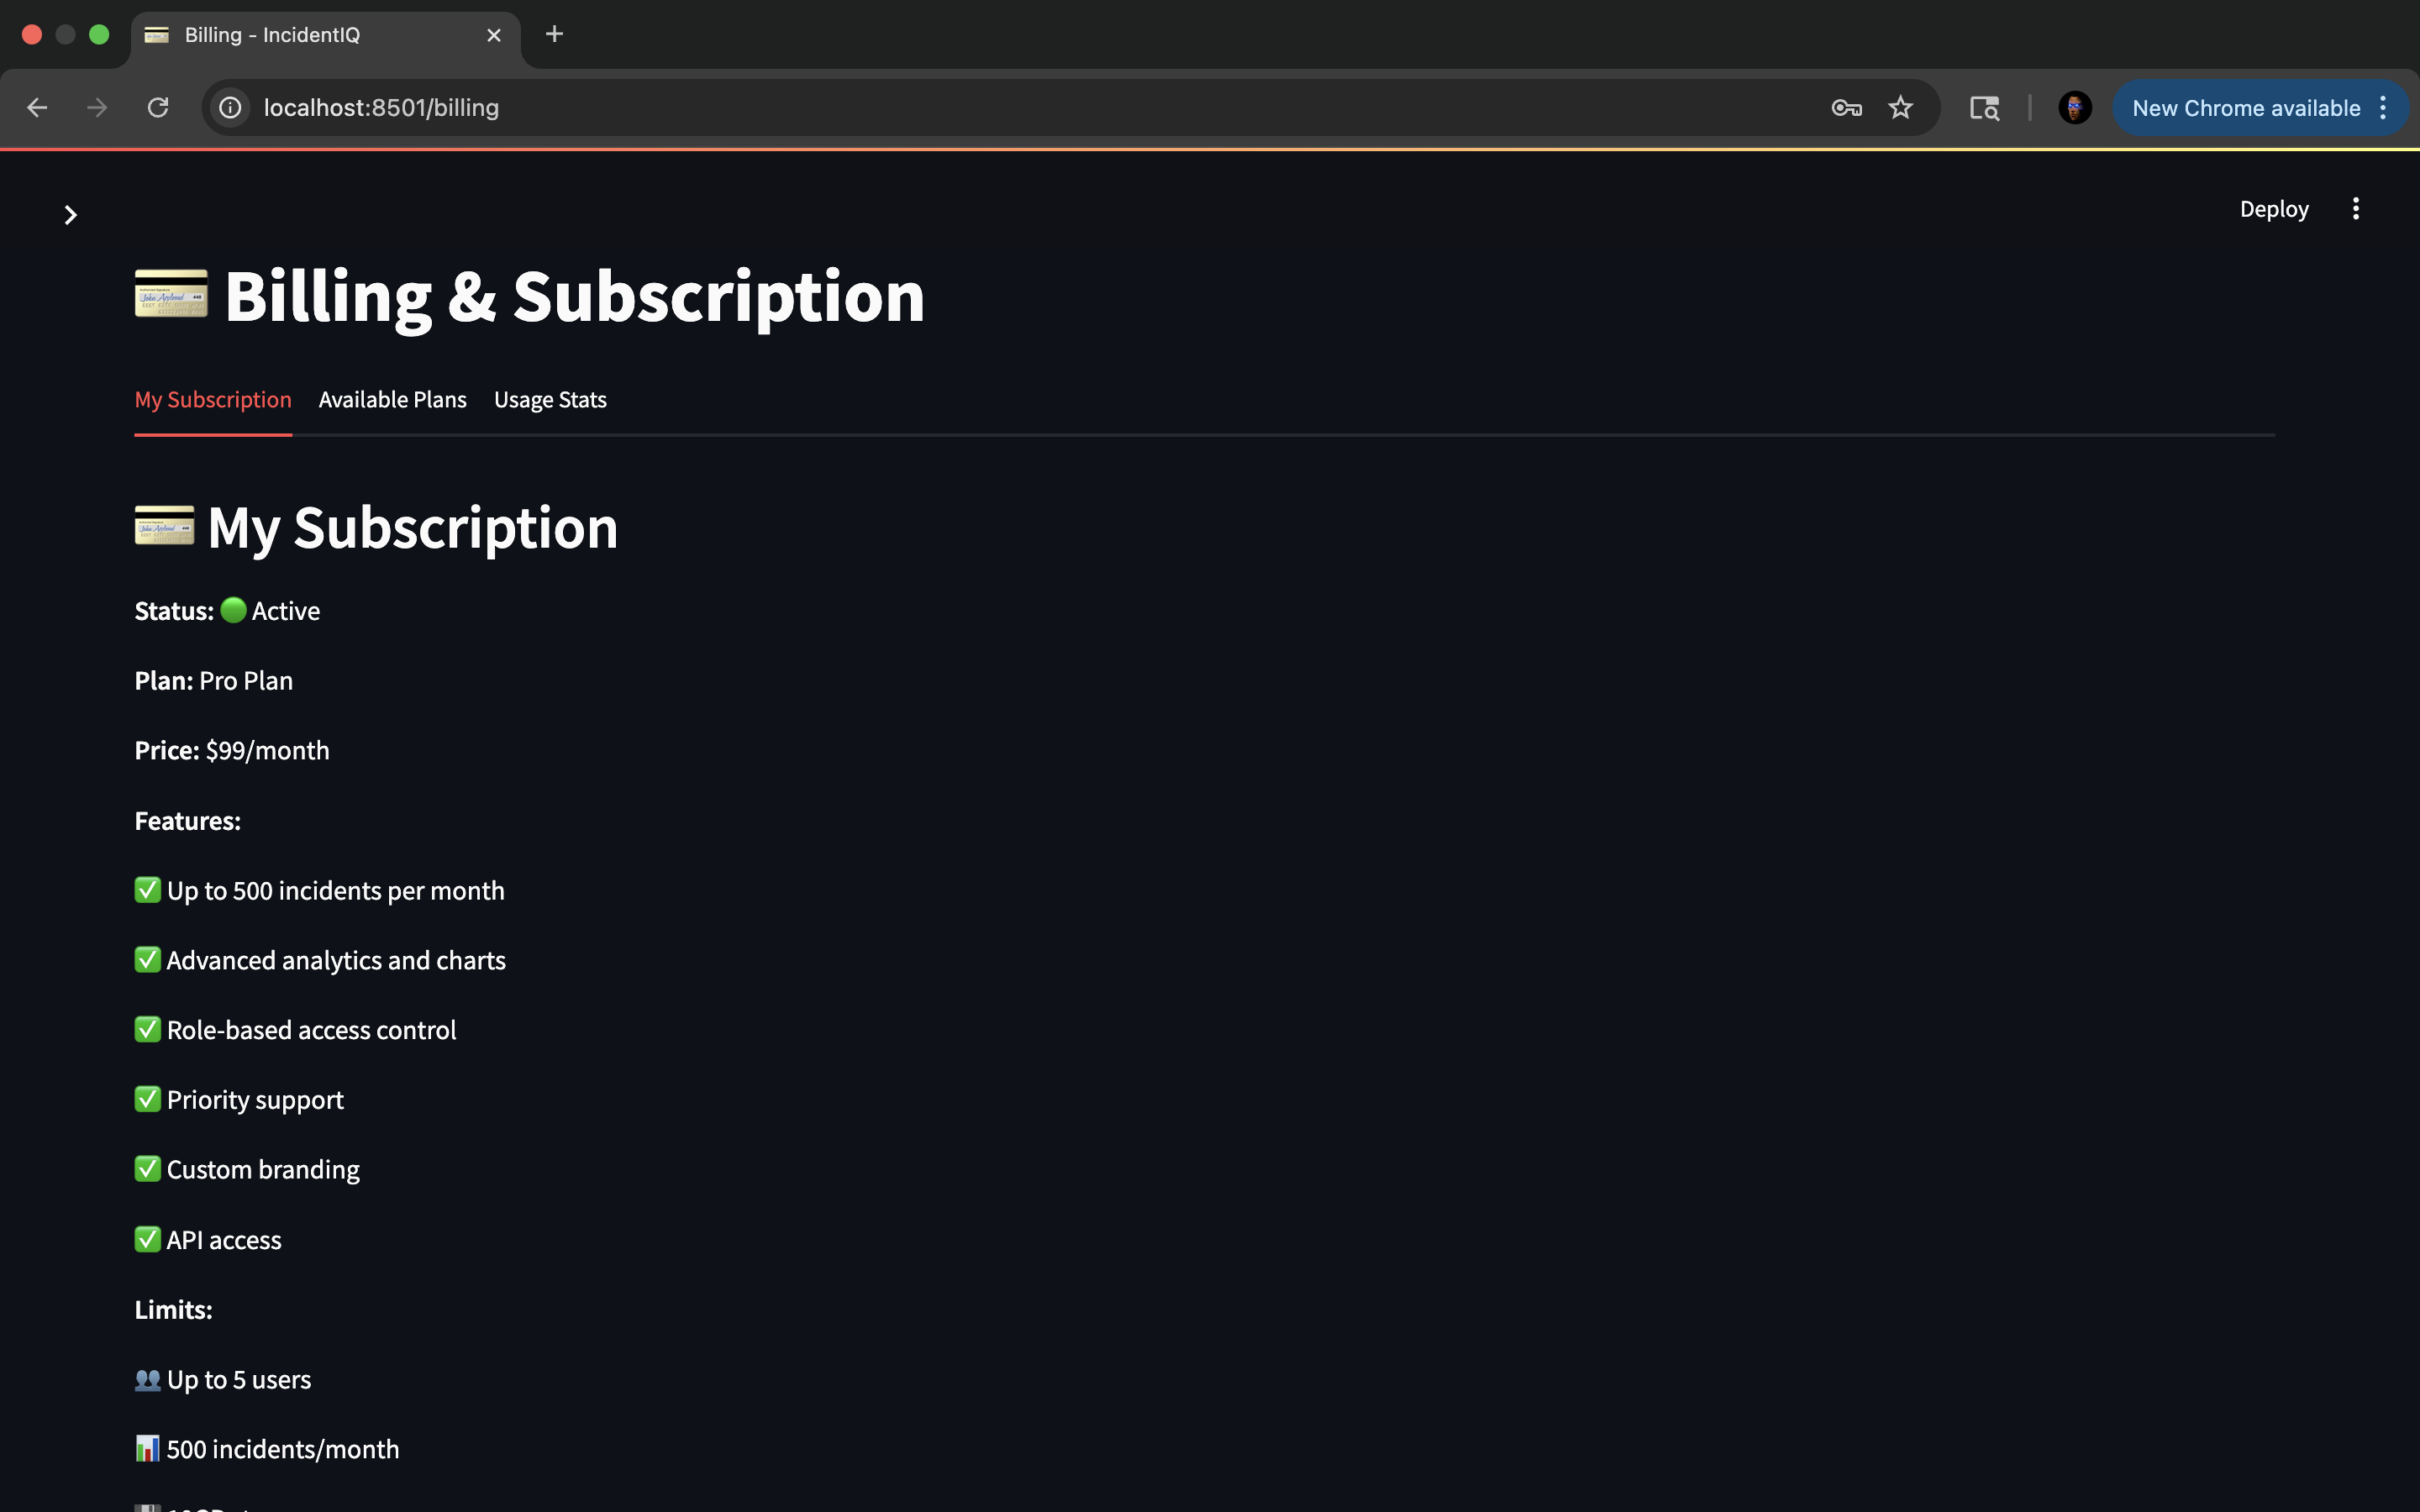 Billing - IncidentIQ
localhost:8501/billing
New Chrome available
Deploy
Billing & Subscription
My Subscription
Available Plans
Usage Stats
My Subscription
Status: Active
Plan: Pro Plan
Price: $99/month
Features:
Up to 500 incidents per month
Advanced analytics and charts
Role-based access control
Priority support
Custom branding
API access
Limits:
Up to 5 users
500 incidents/month